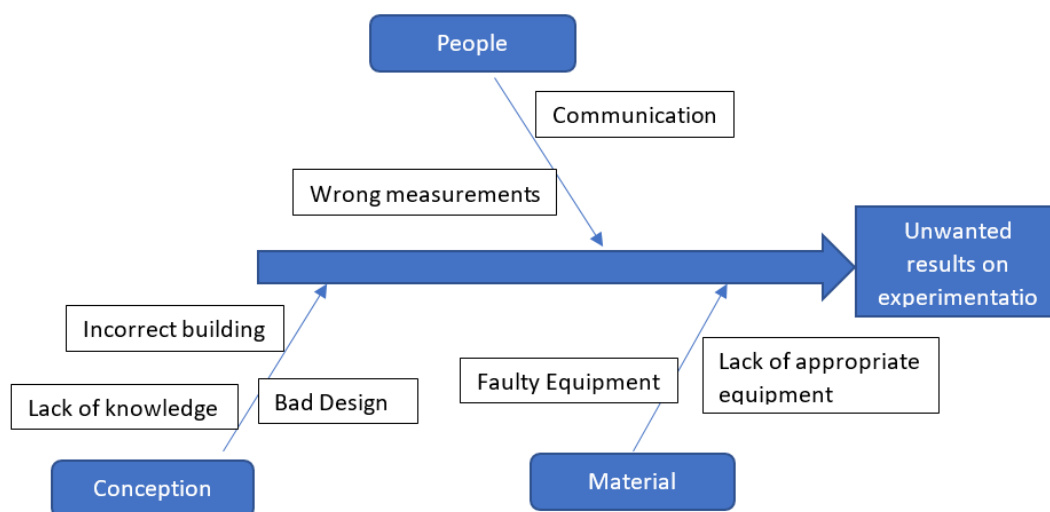 People
Communication
Wrong measurements
Unwanted
results on
experimentatio
Incorrect building
Lack of appropriate
equipment
Faulty Equipment
Lack of knowledge
Bad Design
Conception
Material